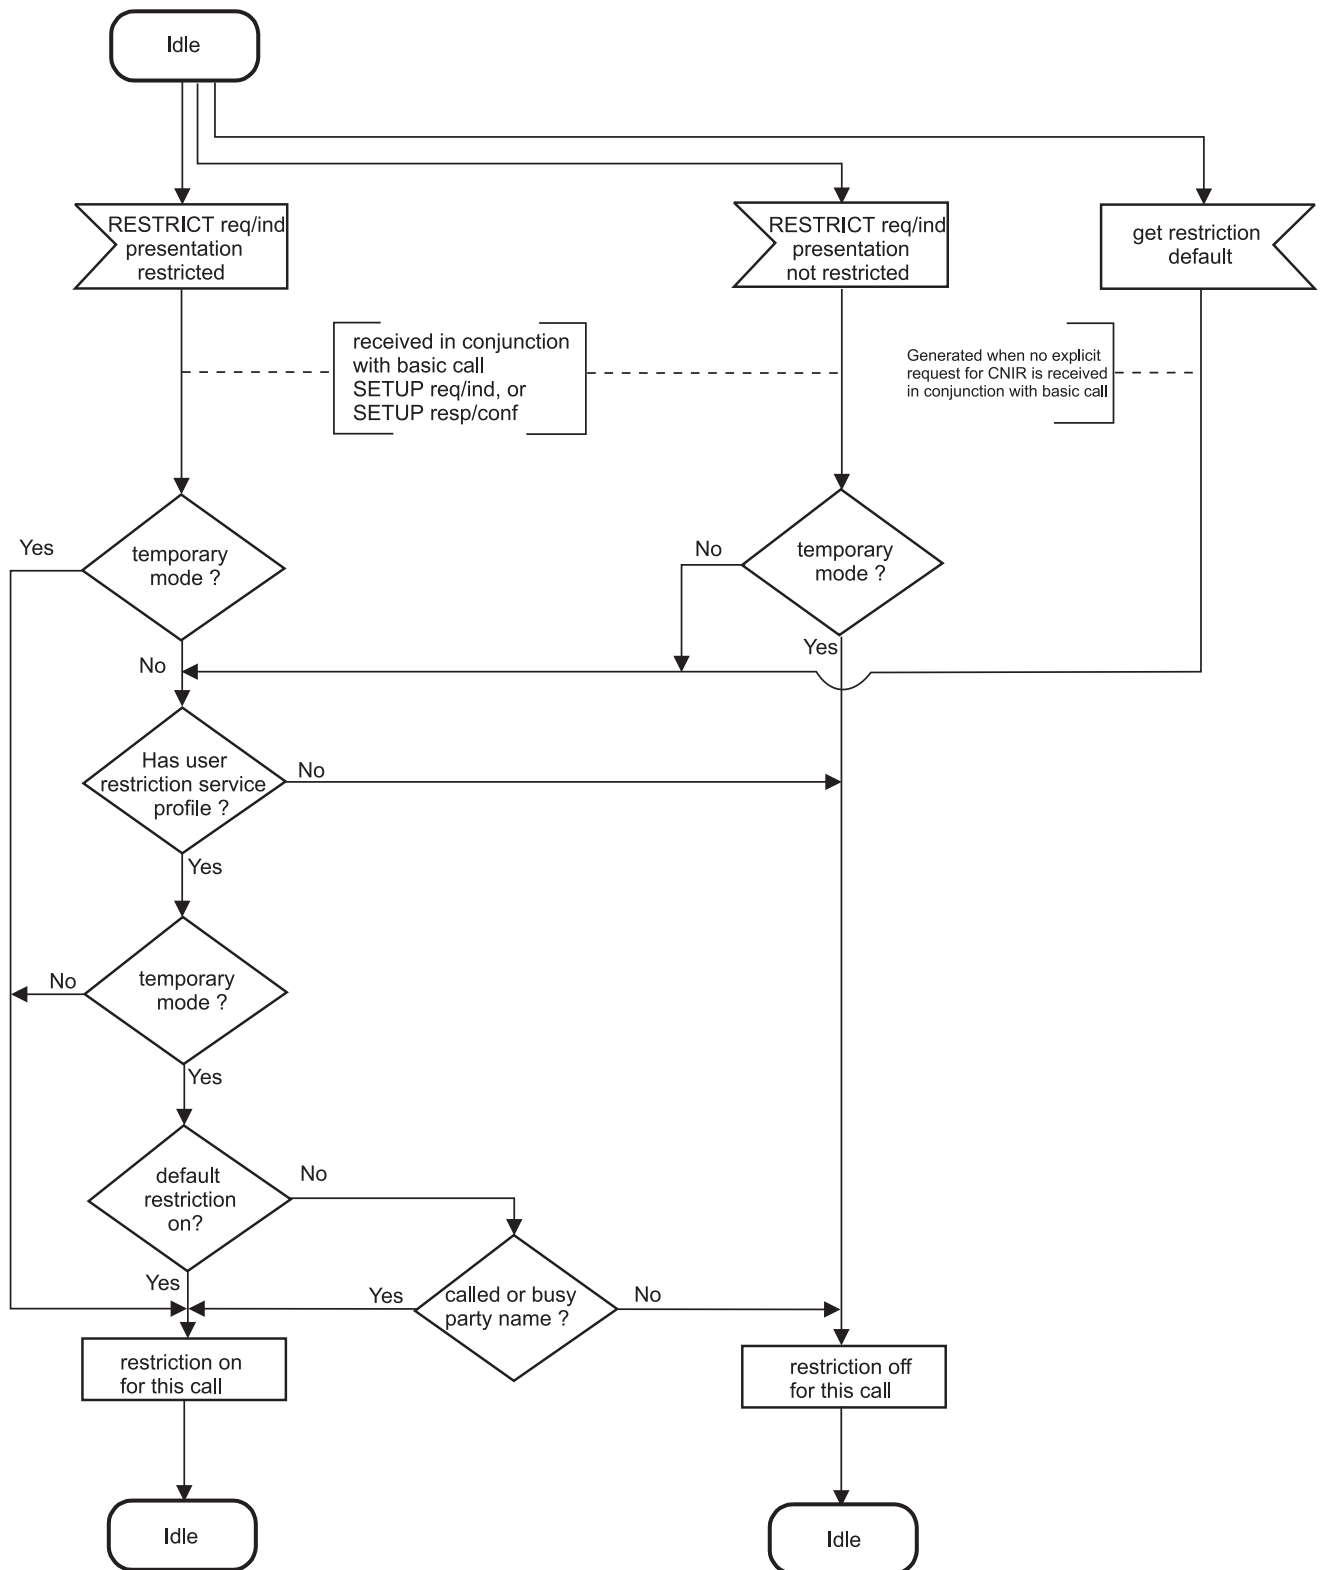 Idle
RESTRICT req/ind
presentation
restricted
RESTRICT req/ind
presentation
not restricted
get restriction
default
received in conjunction
with basic call
SETUP req/ind, or
SETUP resp/conf
Generated when no explicit
request for CNIR is received
in conjunction with basic call
Yes
temporary
mode ?
No
No
temporary
mode ?
Yes
Has user
restriction service
profile ?
No
Yes
No
temporary
mode ?
Yes
default
restriction
on?
No
Yes
Yes
called or busy
party name ?
No
restriction on
for this call
restriction off
for this call
Idle
Idle